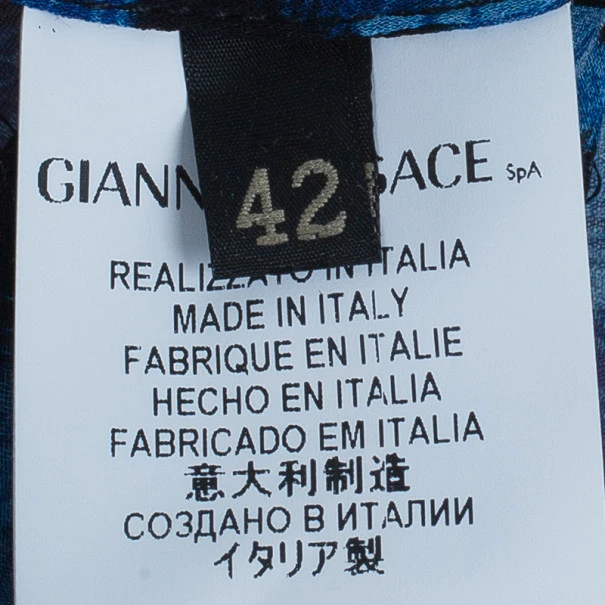 GIANN SACE SpA
42
REALIZZATO IN ITALIA
MADE IN ITALY
FABRIQUE EN ITALIE
HECHO EN ITALIA
FABRICADO EM ITALIA
意大利制造
СОЗДАНО В ИТАЛИИ
イタリア製